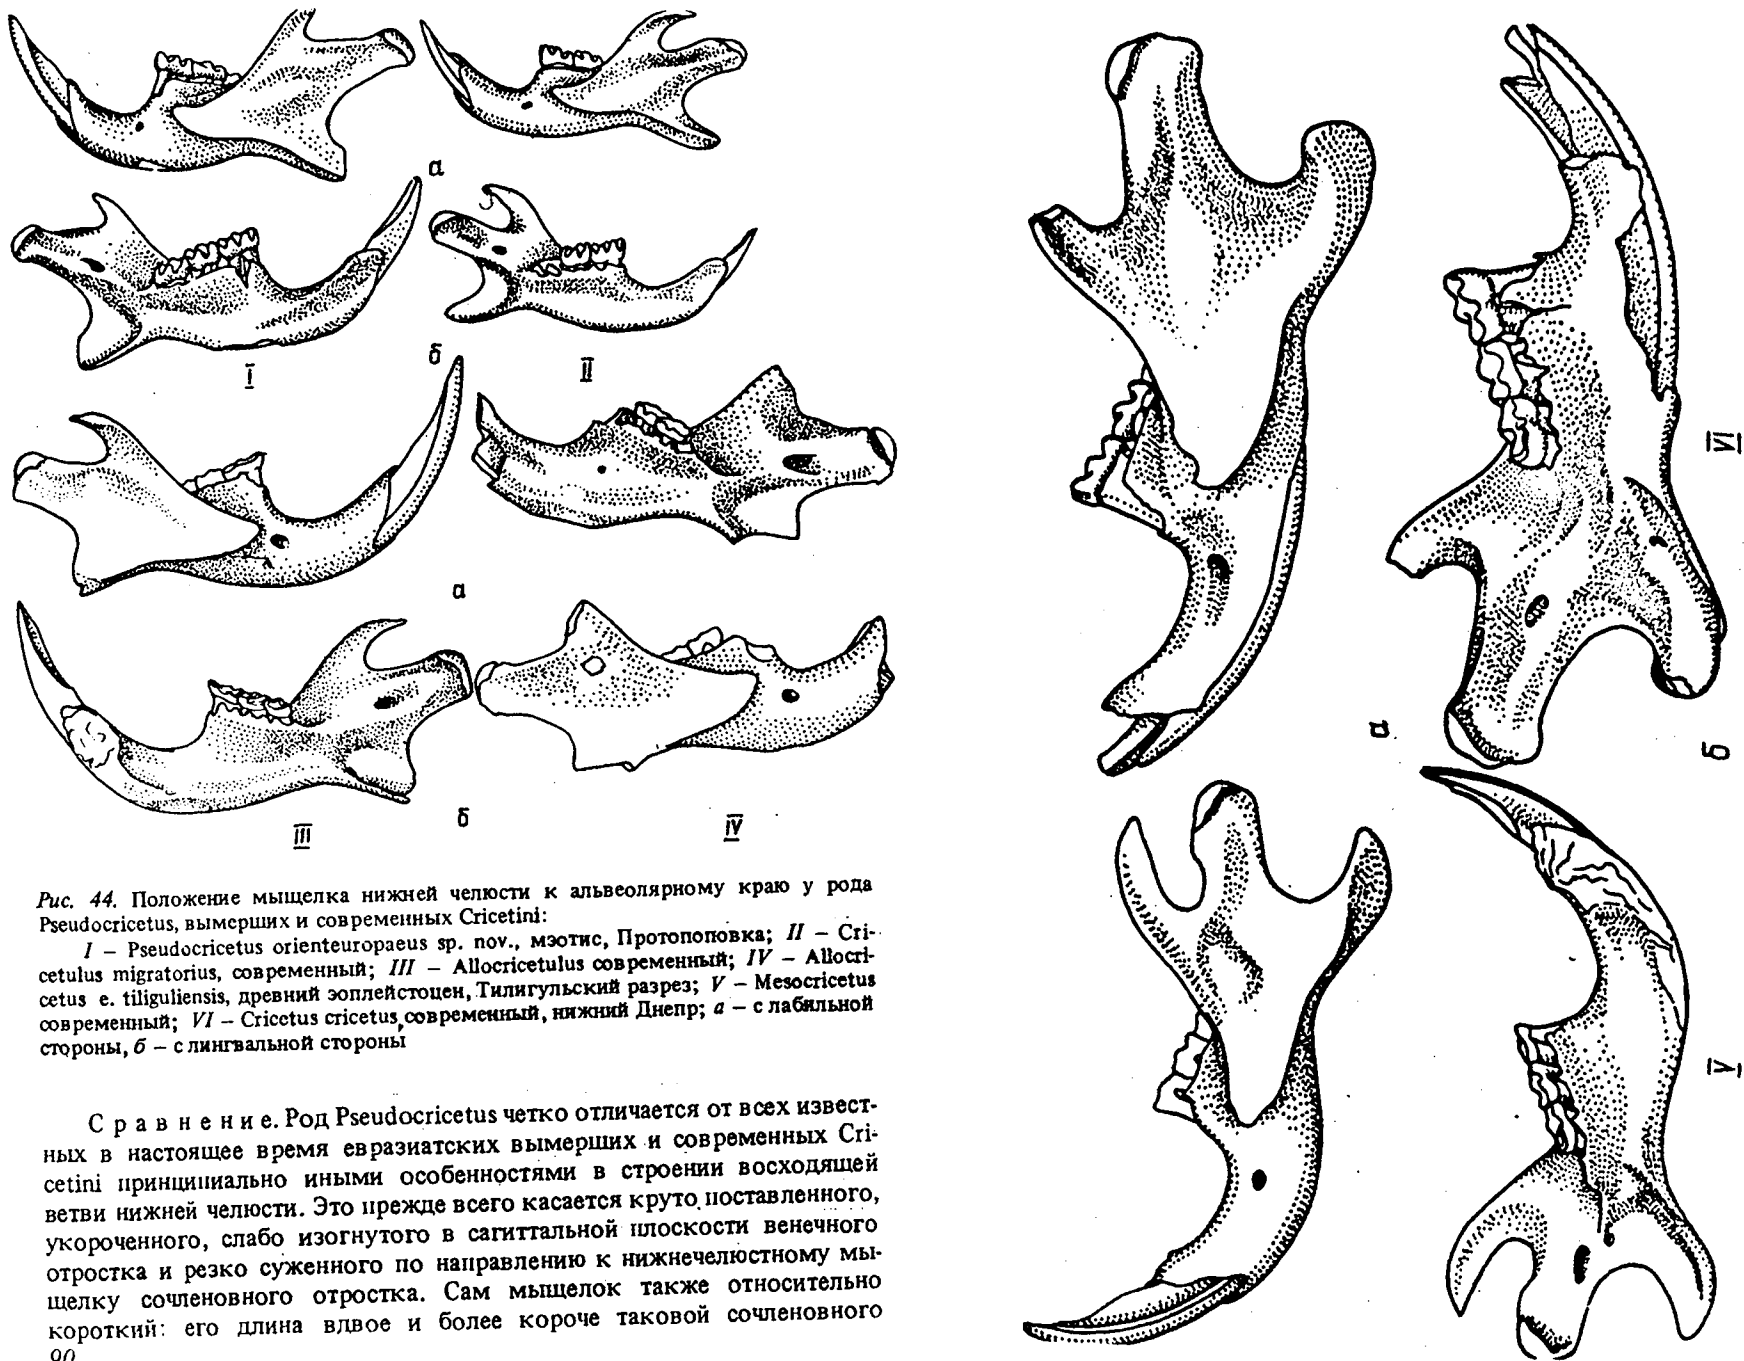 а
б
I
II
а
б
III
IV
Рис. 44. Положение мыщелка нижней челюсти к альвеолярному краю у рода
Pseudocricetus, вымерших и современных Cricetini:
I — Pseudocricetus orienteuropaeus sp. nov., мэотис, Протопоповка; II — Cri-
cetulus migratorius, современный; III — Allocricetulus современный; IV — Allocri-
cetus e. tiliguliensis, древний эоплейстоцен, Тилигульский разрез; V — Mesocricetus
современный; VI — Cricetus cricetus, современный, нижний Днепр; а — с лабильной
стороны, б — с лингвальной стороны
Сравнение. Род Pseudocricetus четко отличается от всех извест-
ных в настоящее время евразиатских вымерших и современных Cri-
cetini принципиально иными особенностями в строении восходящей
ветви нижней челюсти. Это прежде всего касается круто поставленного,
укороченного, слабо изогнутого в сагиттальной плоскости венечного
отростка и резко суженного по направлению к нижнечелюстному мы-
щелку сочленовного отростка. Сам мыщелок также относительно
короткий: его длина вдвое и более короче таковой сочленовного
90
VI
а
б
V